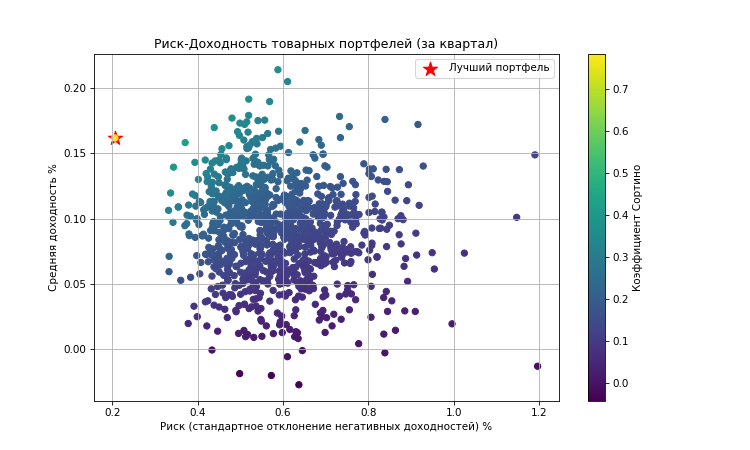 Риск-Доходность товарных портфелей (за квартал)
Лучший портфель
Средняя доходность %
0.20
0.15
0.10
0.05
0.00
0.2 0.4 0.6 0.8 1.0 1.2
Риск (стандартное отклонение негативных доходностей) %
0.7
0.6
0.5
0.4
0.3
0.2
0.1
0.0
Коэффициент Сортино